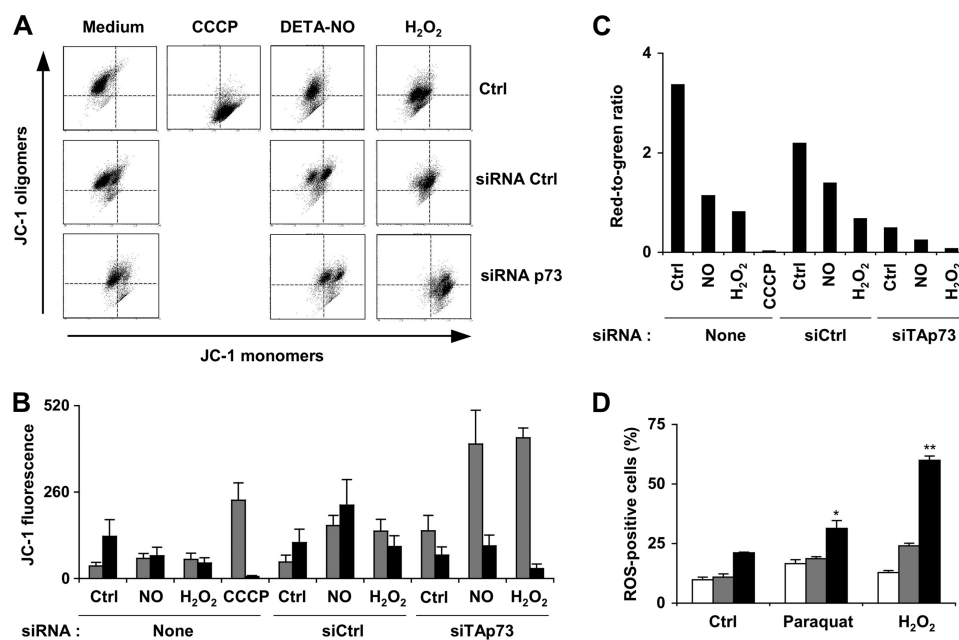 A
Medium
CCCP
DETA-NO
H2O2
Ctrl
siRNA Ctrl
siRNA p73
JC-1 oligomers
JC-1 monomers
B
JC-1 fluorescence
520
260
0
Ctrl
NO
H2O2
CCCP
Ctrl
NO
H2O2
Ctrl
NO
H2O2
siRNA :
None
siCtrl
siTAp73
C
Red-to-green ratio
4
2
0
Ctrl
NO
H2O2
CCCP
Ctrl
NO
H2O2
Ctrl
NO
H2O2
siRNA :
None
siCtrl
siTAp73
D
ROS-positive cells (%)
75
50
25
0
*
**
Ctrl
Paraquat
H2O2